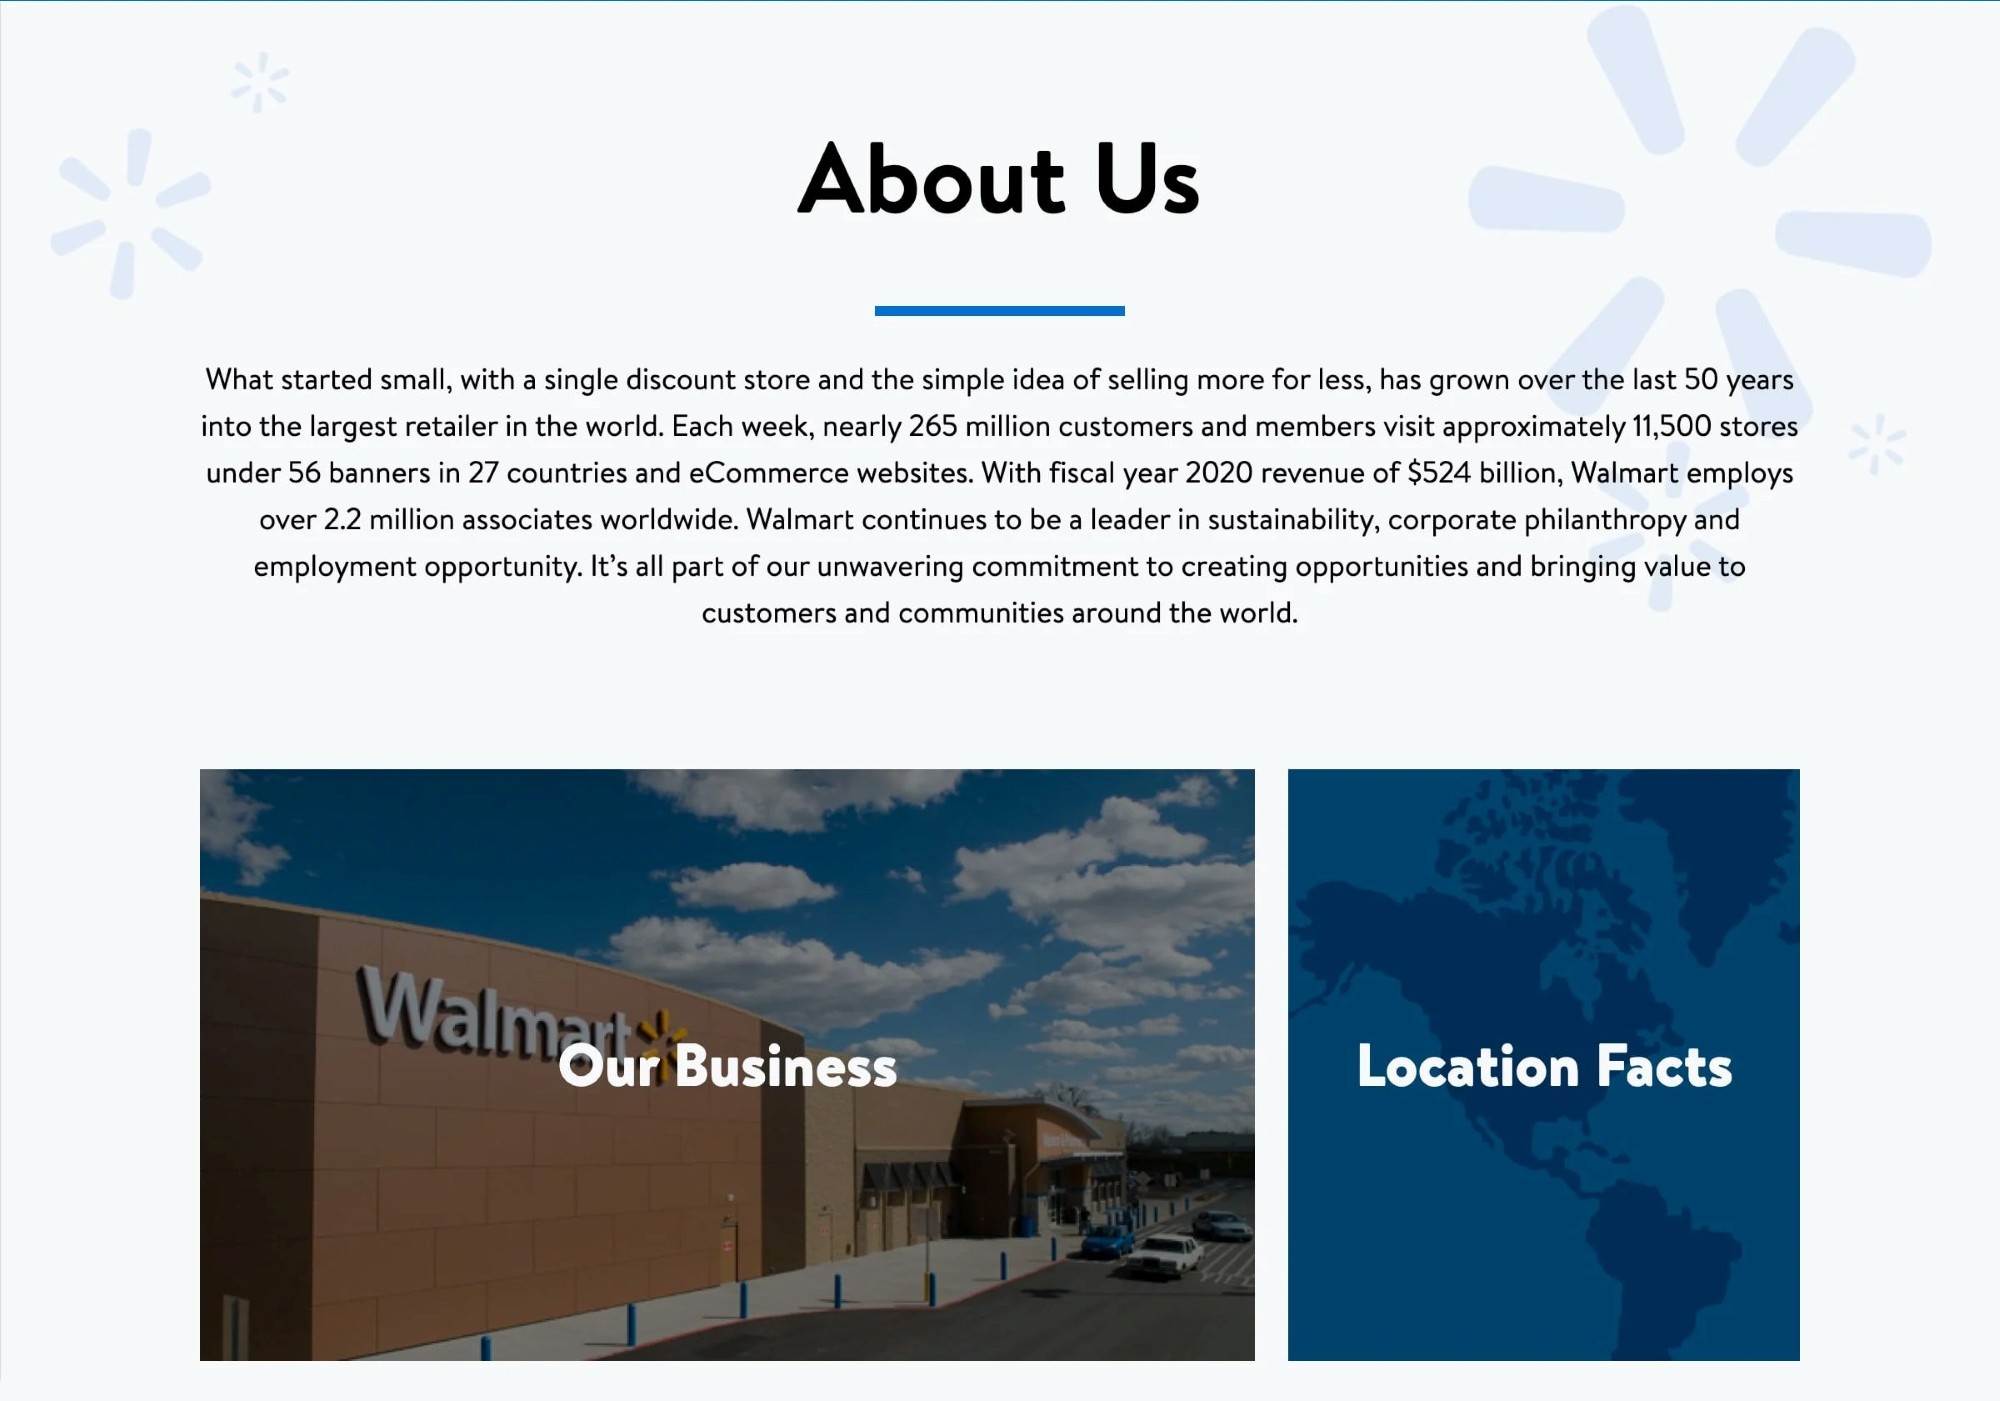 About Us
What started small, with a single discount store and the simple idea of selling more for less, has grown over the last 50 years
into the largest retailer in the world. Each week, nearly 265 million customers and members visit approximately 11,500 stores
under 56 banners in 27 countries and eCommerce websites. With fiscal year 2020 revenue of $524 billion, Walmart employs
over 2.2 million associates worldwide. Walmart continues to be a leader in sustainability, corporate philanthropy and
employment opportunity. It’s all part of our unwavering commitment to creating opportunities and bringing value to
customers and communities around the world.
Walmart
Our Business
Location Facts